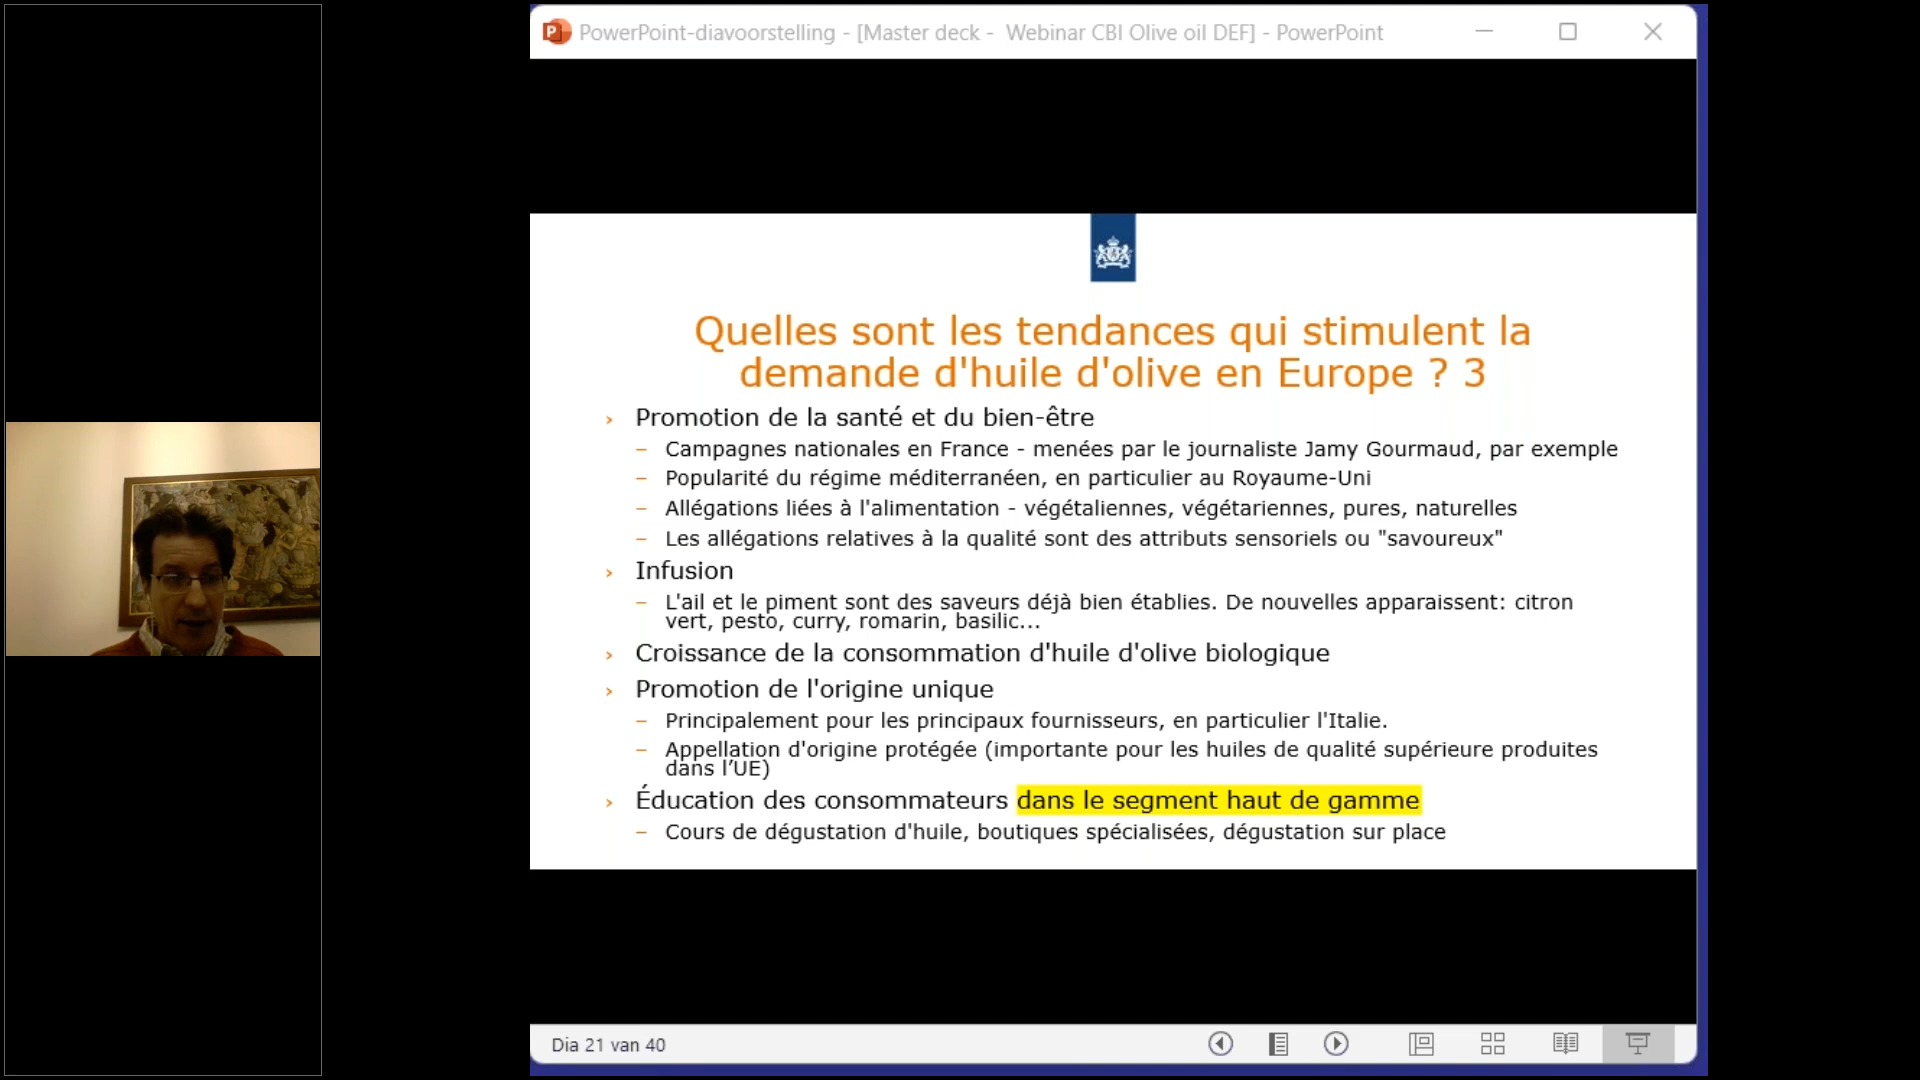 PowerPoint-diavoorstelling - [Master deck - Webinar CBI Olive oil DEF] - PowerPoint
Quelles sont les tendances qui stimulent la
demande d'huile d'olive en Europe ? 3
› Promotion de la santé et du bien-être
– Campagnes nationales en France - menées par le journaliste Jamy Gourmaud, par exemple
– Popularité du régime méditerranéen, en particulier au Royaume-Uni
– Allégations liées à l'alimentation - végétaliennes, végétariennes, pures, naturelles
– Les allégations relatives à la qualité sont des attributs sensoriels ou "savoureux"
› Infusion
– L'ail et le piment sont des saveurs déjà bien établies. De nouvelles apparaissent: citron
vert, pesto, curry, romarin, basilic...
› Croissance de la consommation d'huile d'olive biologique
› Promotion de l'origine unique
– Principalement pour les principaux fournisseurs, en particulier l'Italie.
– Appellation d'origine protégée (importante pour les huiles de qualité supérieure produites
dans l’UE)
› Éducation des consommateurs dans le segment haut de gamme
– Cours de dégustation d'huile, boutiques spécialisées, dégustation sur place
Dia 21 van 40